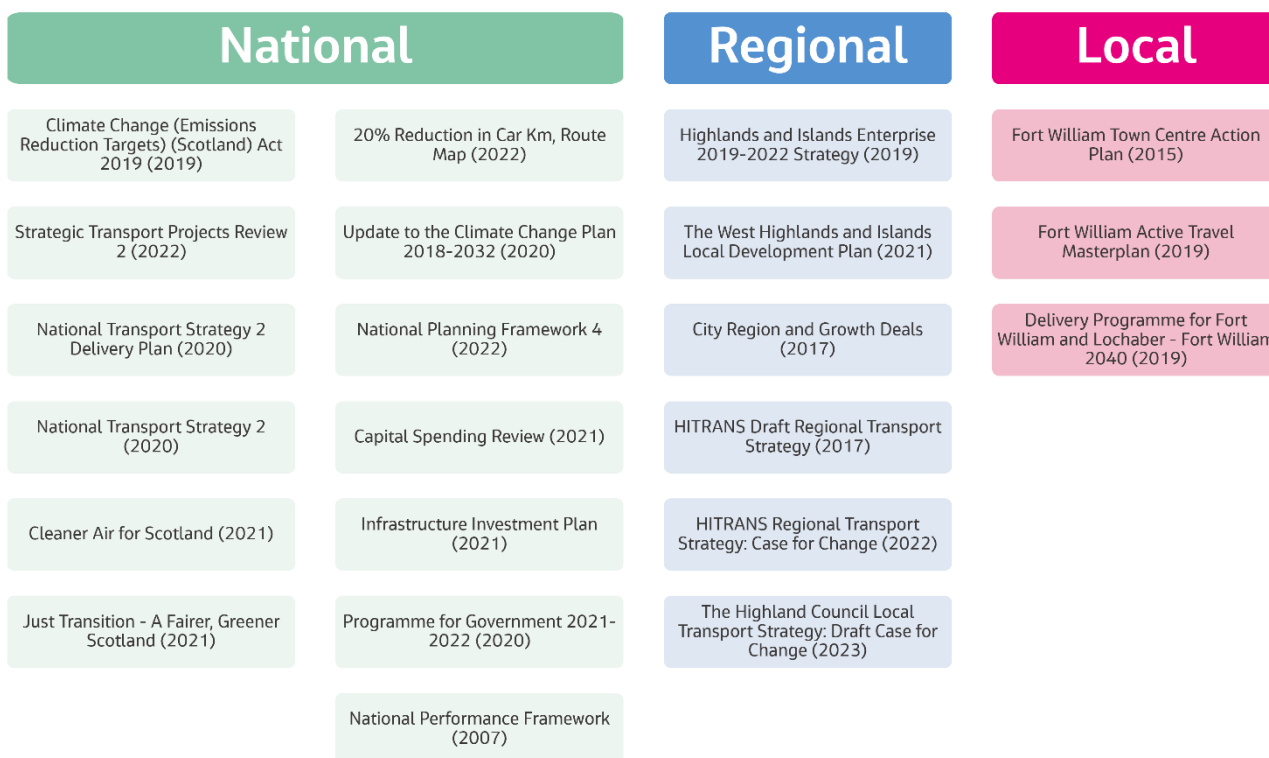 National
Climate Change (Emissions
Reduction Targets) (Scotland) Act
2019 (2019)
Strategic Transport Projects Review
2 (2022)
National Transport Strategy 2
Delivery Plan (2020)
National Transport Strategy 2
(2020)
Cleaner Air for Scotland (2021)
Just Transition - A Fairer, Greener
Scotland (2021)
20% Reduction in Car Km, Route
Map (2022)
Update to the Climate Change Plan
2018-2032 (2020)
National Planning Framework 4
(2022)
Capital Spending Review (2021)
Infrastructure Investment Plan
(2021)
Programme for Government 2021-
2022 (2020)
National Performance Framework
(2007)
Regional
Highlands and Islands Enterprise
2019-2022 Strategy (2019)
The West Highlands and Islands
Local Development Plan (2021)
City Region and Growth Deals
(2017)
HITRANS Draft Regional Transport
Strategy (2017)
HITRANS Regional Transport
Strategy: Case for Change (2022)
The Highland Council Local
Transport Strategy: Draft Case for
Change (2023)
Local
Fort William Town Centre Action
Plan (2015)
Fort William Active Travel
Masterplan (2019)
Delivery Programme for Fort
William and Lochaber - Fort William
2040 (2019)